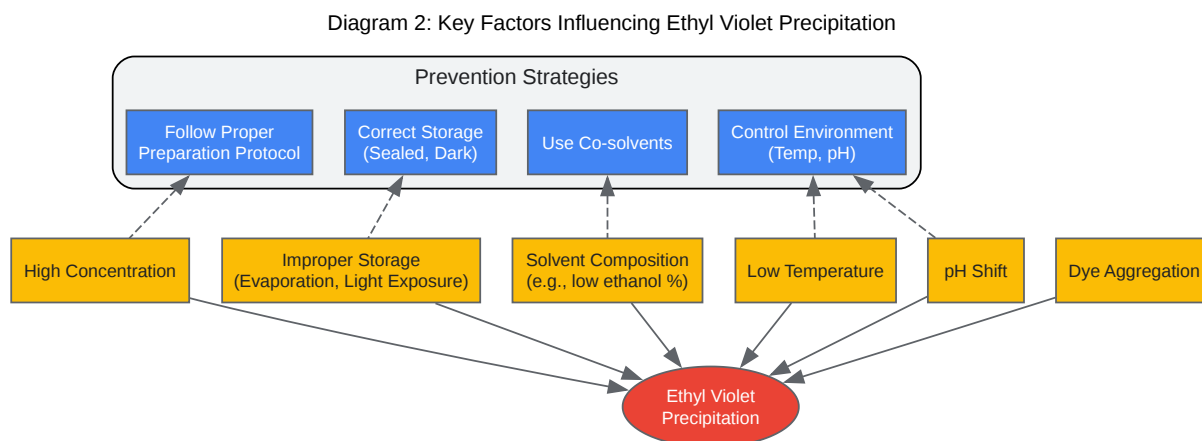 Diagram 2: Key Factors Influencing Ethyl Violet Precipitation
Prevention Strategies
Follow Proper
Preparation Protocol
Correct Storage
(Sealed, Dark)
Use Co-solvents
Control Environment
(Temp, pH)
High Concentration
Improper Storage
(Evaporation, Light Exposure)
Solvent Composition
(e.g., low ethanol %)
Low Temperature
pH Shift
Dye Aggregation
Ethyl Violet
Precipitation